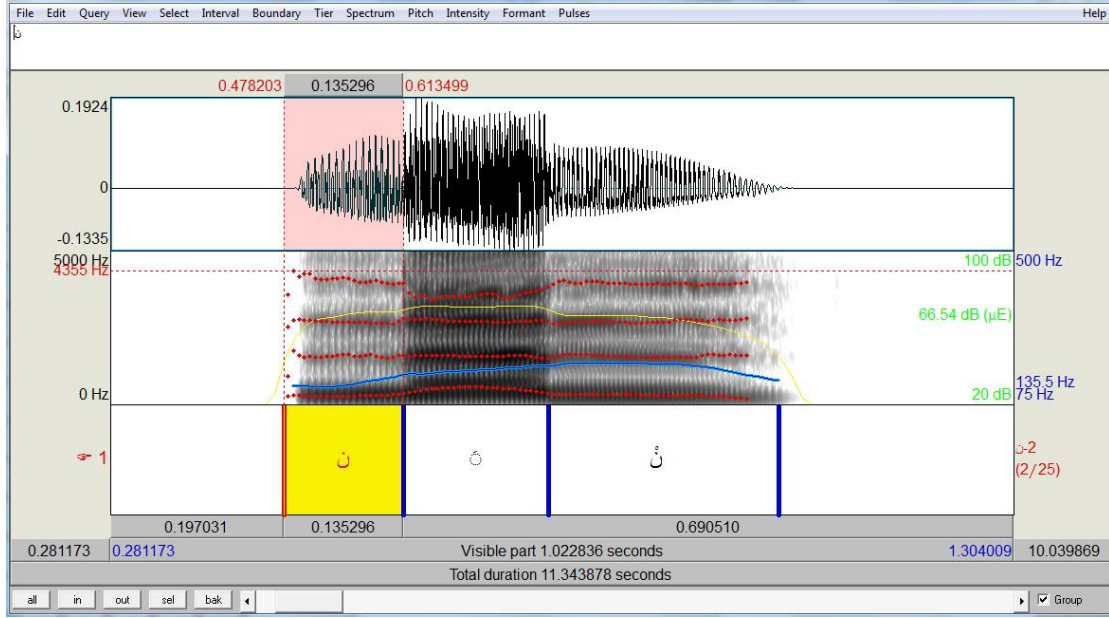 File Edit Query View Select Interval Boundary Tier Spectrum Pitch Intensity Formant Pulses Help
ن
0.478203 0.135296 0.613499
0.1924
0
-0.1335
5000 Hz 100 dB 500 Hz
4355 Hz
66.54 dB (µE)
135.5 Hz
0 Hz 20 dB 75 Hz
☞ 1 ن نْ ن-2
(2/25)
0.197031 0.135296 0.690510
0.281173 0.281173 Visible part 1.022836 seconds 1.304009 10.039869
Total duration 11.343878 seconds
all in out sel bak Group